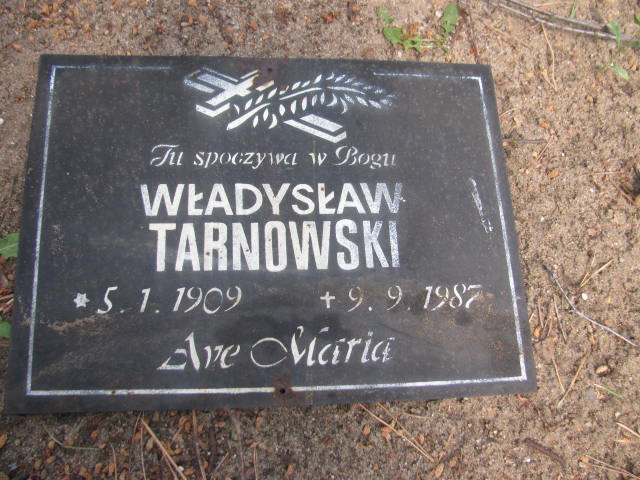 Tu spoczywa w Bogu
WŁADYSŁAW
TARNOWSKI
* 5. 1. 1909 + 9. 9. 1987
Ave Maria